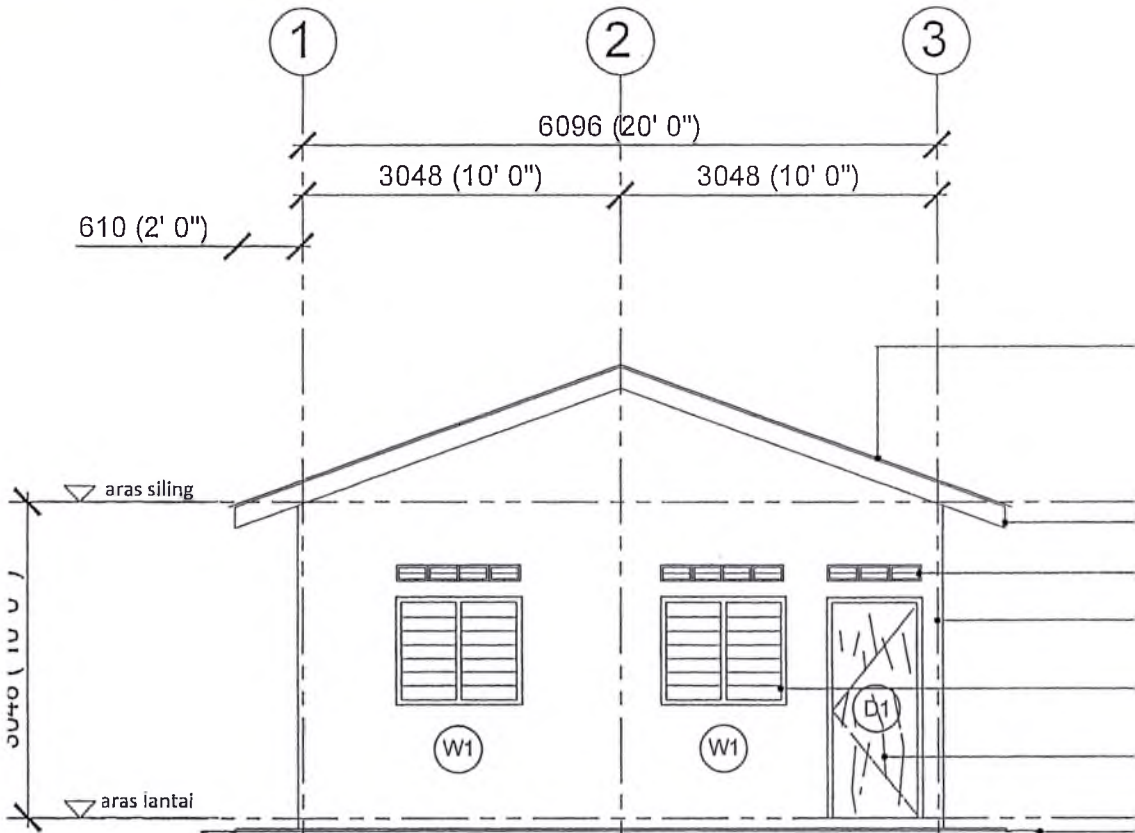 1 2 3
6096 (20' 0")
3048 (10' 0") 3048 (10' 0")
610 (2' 0")
aras siling
W1 W1 D1
aras lantai